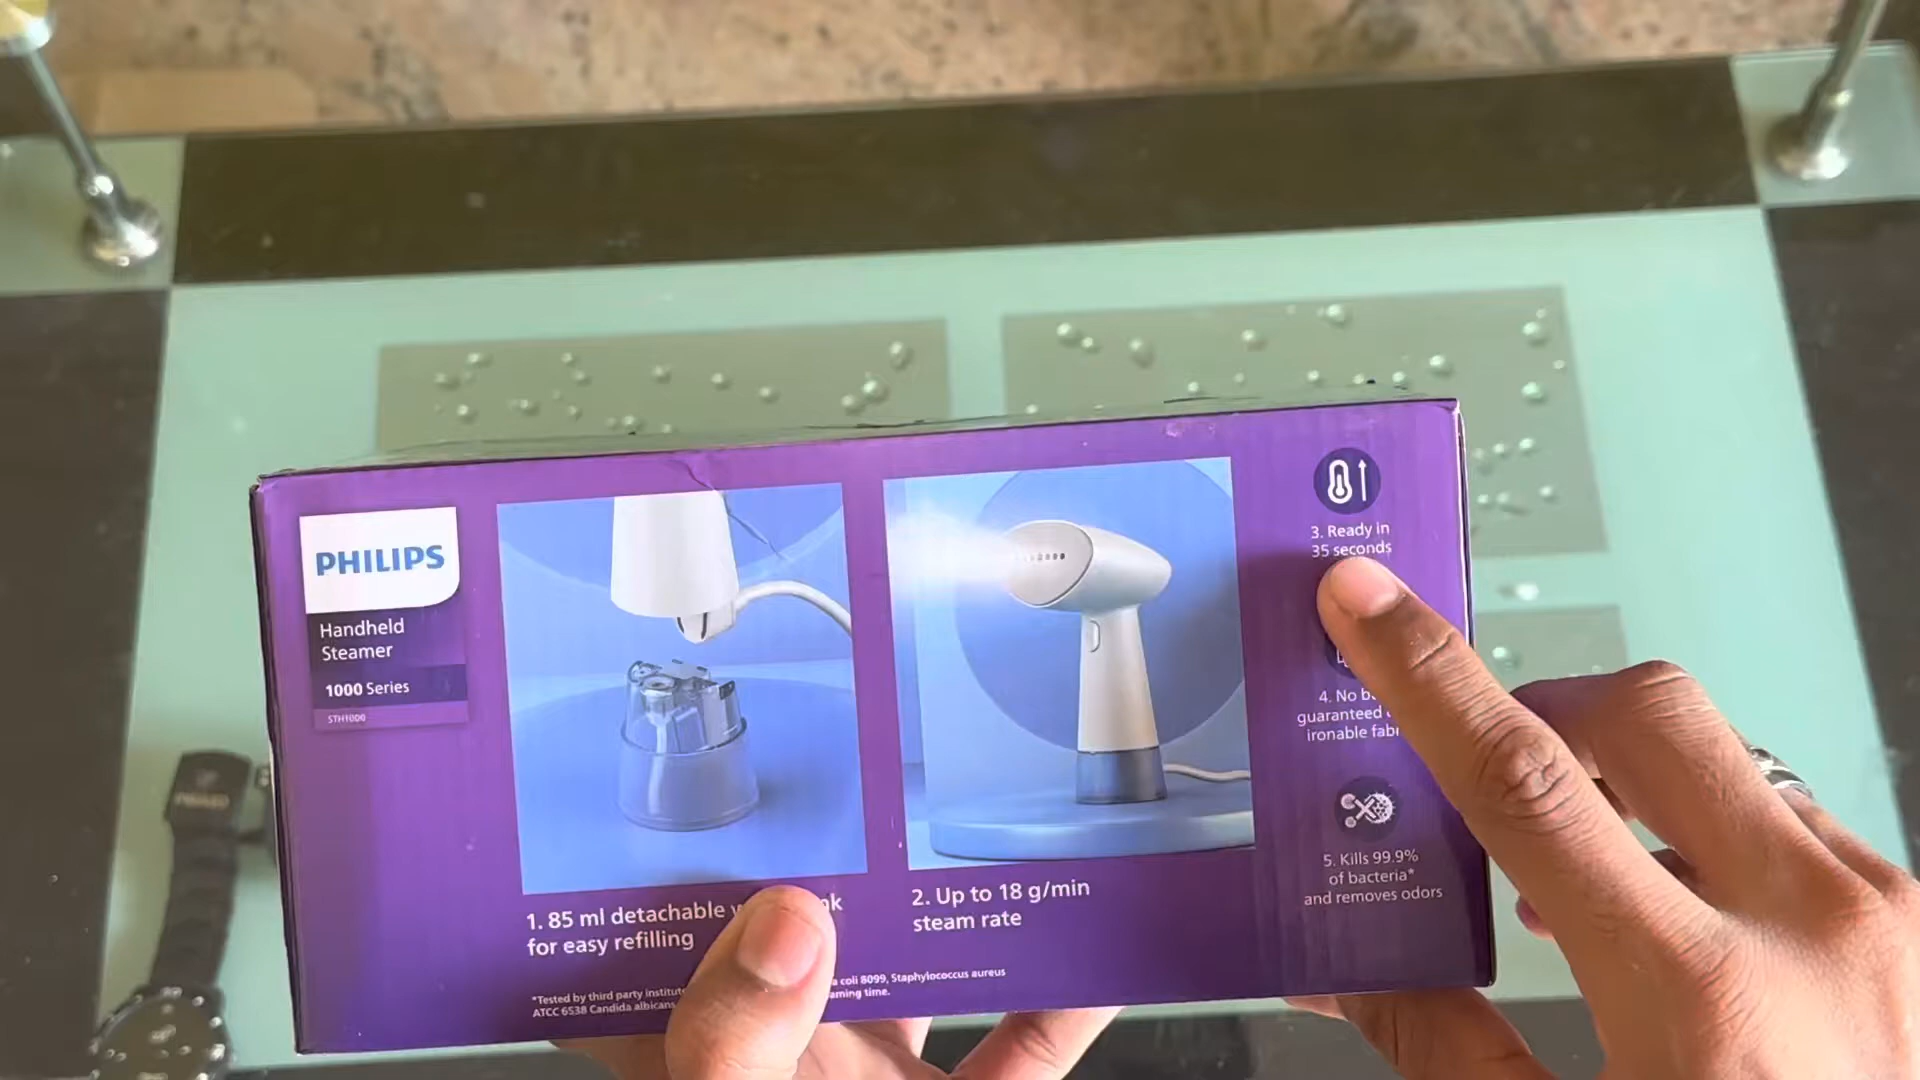 PHILIPS
Handheld
Steamer
1000 Series
STH1000
1. 85 ml detachable
for easy refilling
2. Up to 18 g/min
steam rate
3. Ready in
35 seconds
4. No
guaranteed
ironable
5. Kills 99.9%
of bacteria*
and removes odors
*Tested by third party
coli 8099, Staphylococcus aureus
ATCC 6538 Candida albicans
time.